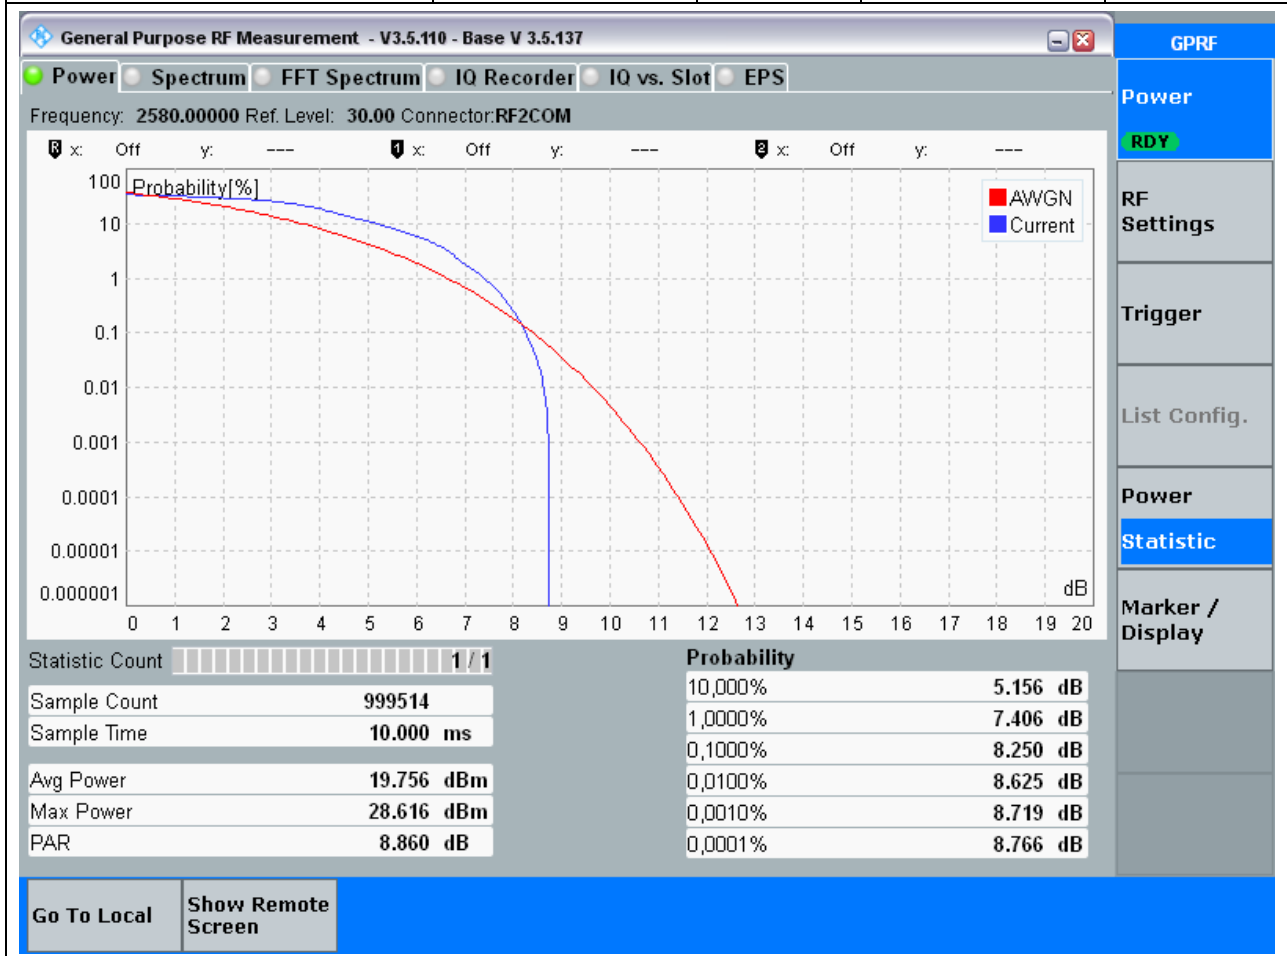 General Purpose RF Measurement - V3.5.110 - Base V 3.5.137
GPRF
Power Spectrum FFT Spectrum IQ Recorder IQ vs. Slot EPS
Frequency: 2580.00000 Ref. Level: 30.00 Connector:RF2COM
R x: Off y: --- 1 x: Off y: --- 2 x: Off y: ---
Probability[%]
AWGN
Current
100
10
1
0.1
0.01
0.001
0.0001
0.00001
0.000001
dB
0 1 2 3 4 5 6 7 8 9 10 11 12 13 14 15 16 17 18 19 20
Statistic Count 1 / 1
Sample Count 999514
Sample Time 10.000 ms
Avg Power 19.756 dBm
Max Power 28.616 dBm
PAR 8.860 dB
Probability
10,000% 5.156 dB
1,0000% 7.406 dB
0,1000% 8.250 dB
0,0100% 8.625 dB
0,0010% 8.719 dB
0,0001% 8.766 dB
Power
RDY
RF
Settings
Trigger
List Config.
Power
Statistic
Marker /
Display
Go To Local
Show Remote
Screen